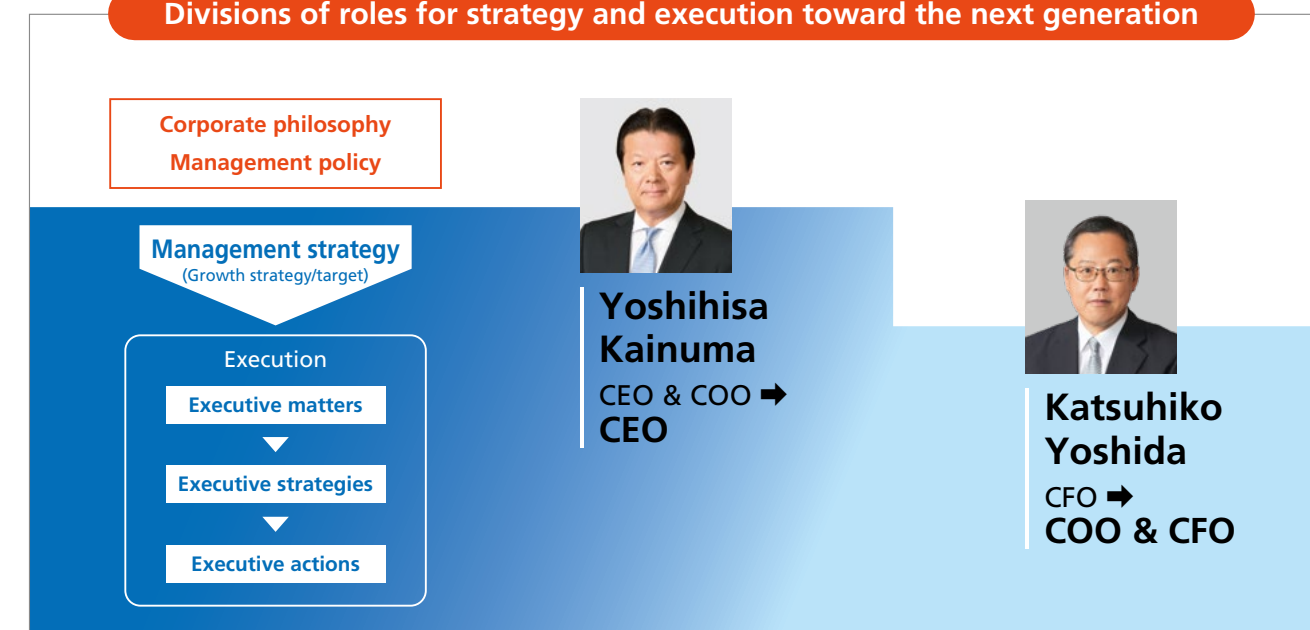 Divisions of roles for strategy and execution toward the next generation
Corporate philosophy
Management policy
Management strategy
(Growth strategy/target)
Execution
Executive matters
Executive strategies
Executive actions
Yoshihisa
Kainuma
CEO & COO ➡
CEO
Katsuhiko
Yoshida
CFO ➡
COO & CFO